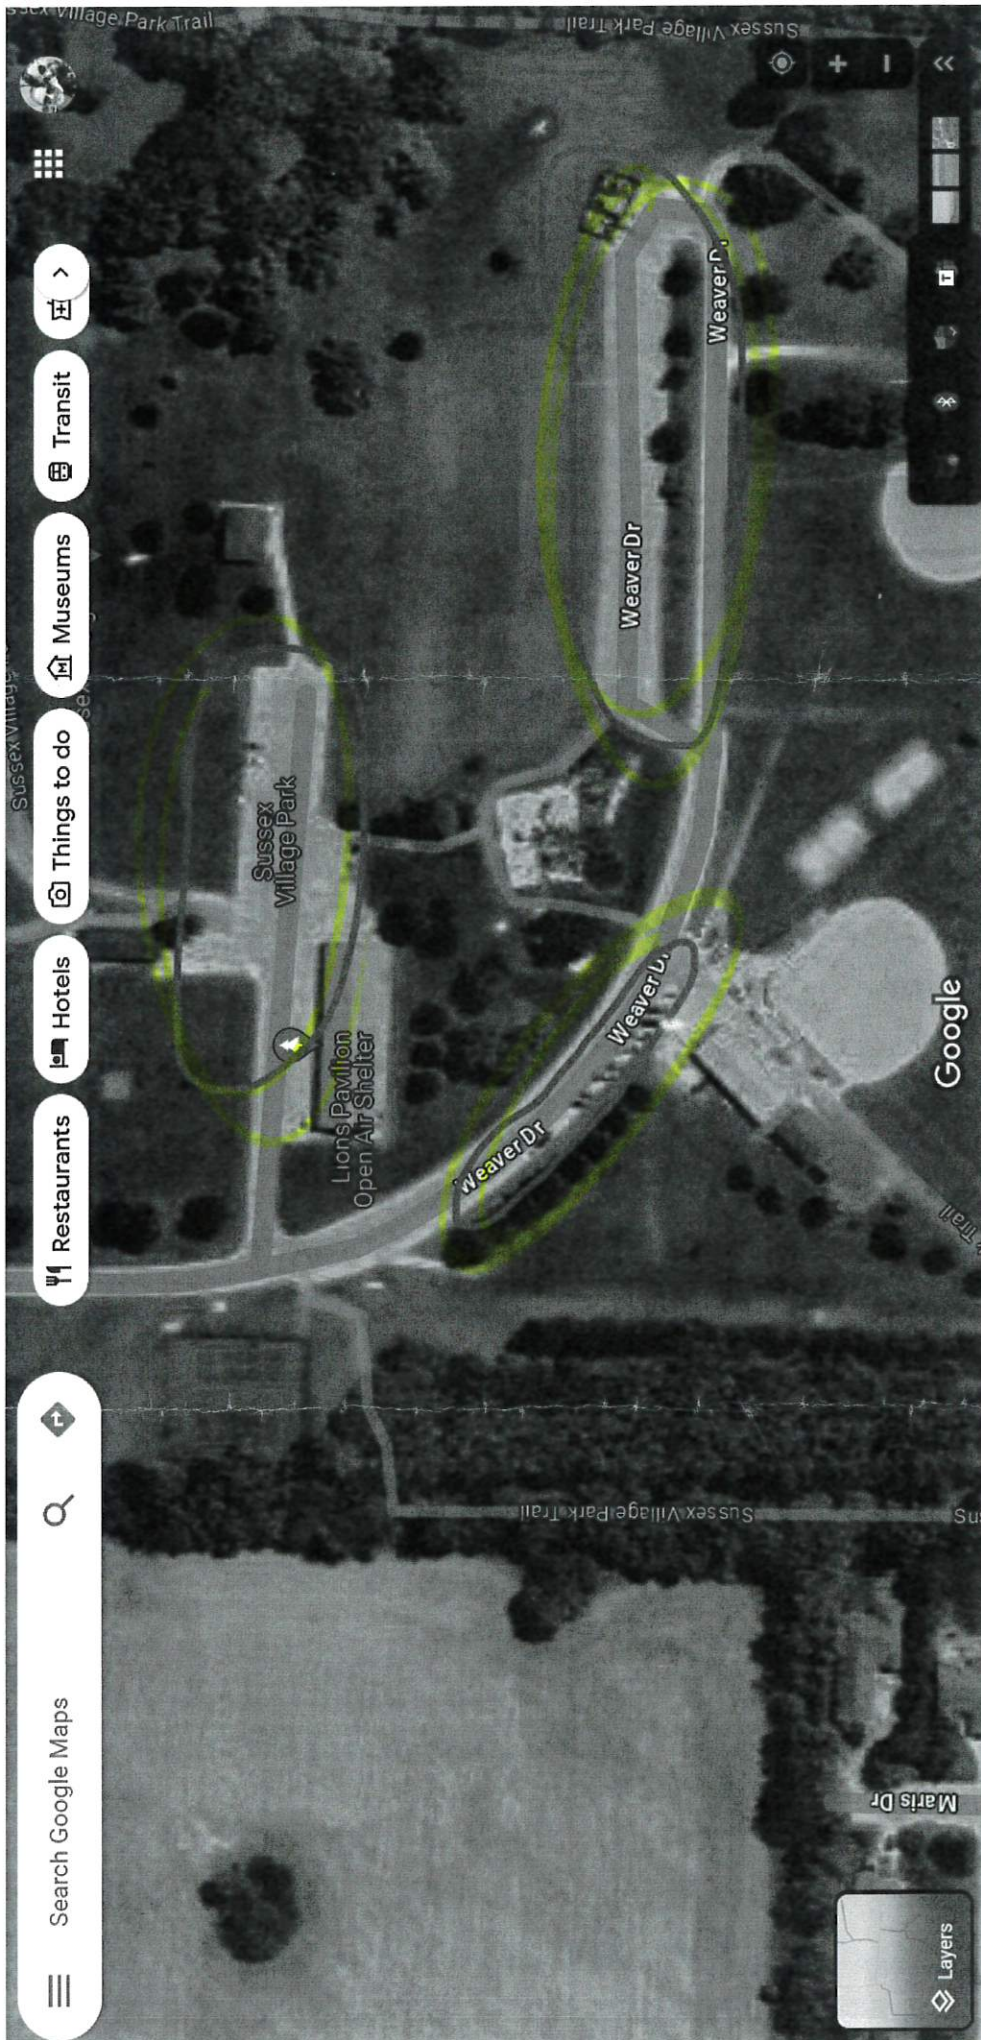 Search Google Maps
Restaurants
Hotels
Things to do
Museums
Transit
Sussex Village Park Trail
Sussex
Village Park
Lions Pavilion
Open Air Shelter
Weaver Dr
Weaver Dr
Weaver Dr
Weaver D
Sussex Village Park Trail
Sussex Village Park Trail
Trail
Maris Dr
Layers
Google